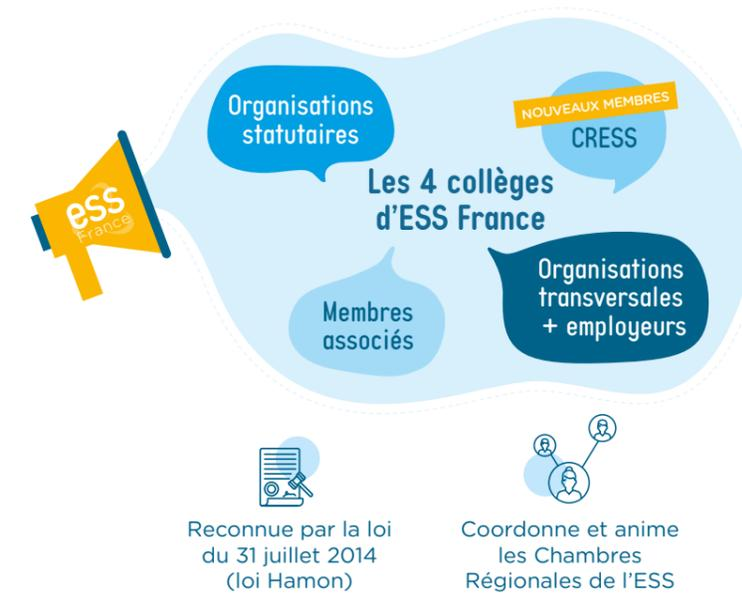 Organisations
statutaires
NOUVEAUX MEMBRES
CRESS
Les 4 collèges
d'ESS France
ess
France
Membres
associés
Organisations
transversales
+ employeurs
Reconnue par la loi
du 31 juillet 2014
(loi Hamon)
Coordonne et anime
les Chambres
Régionales de l'ESS